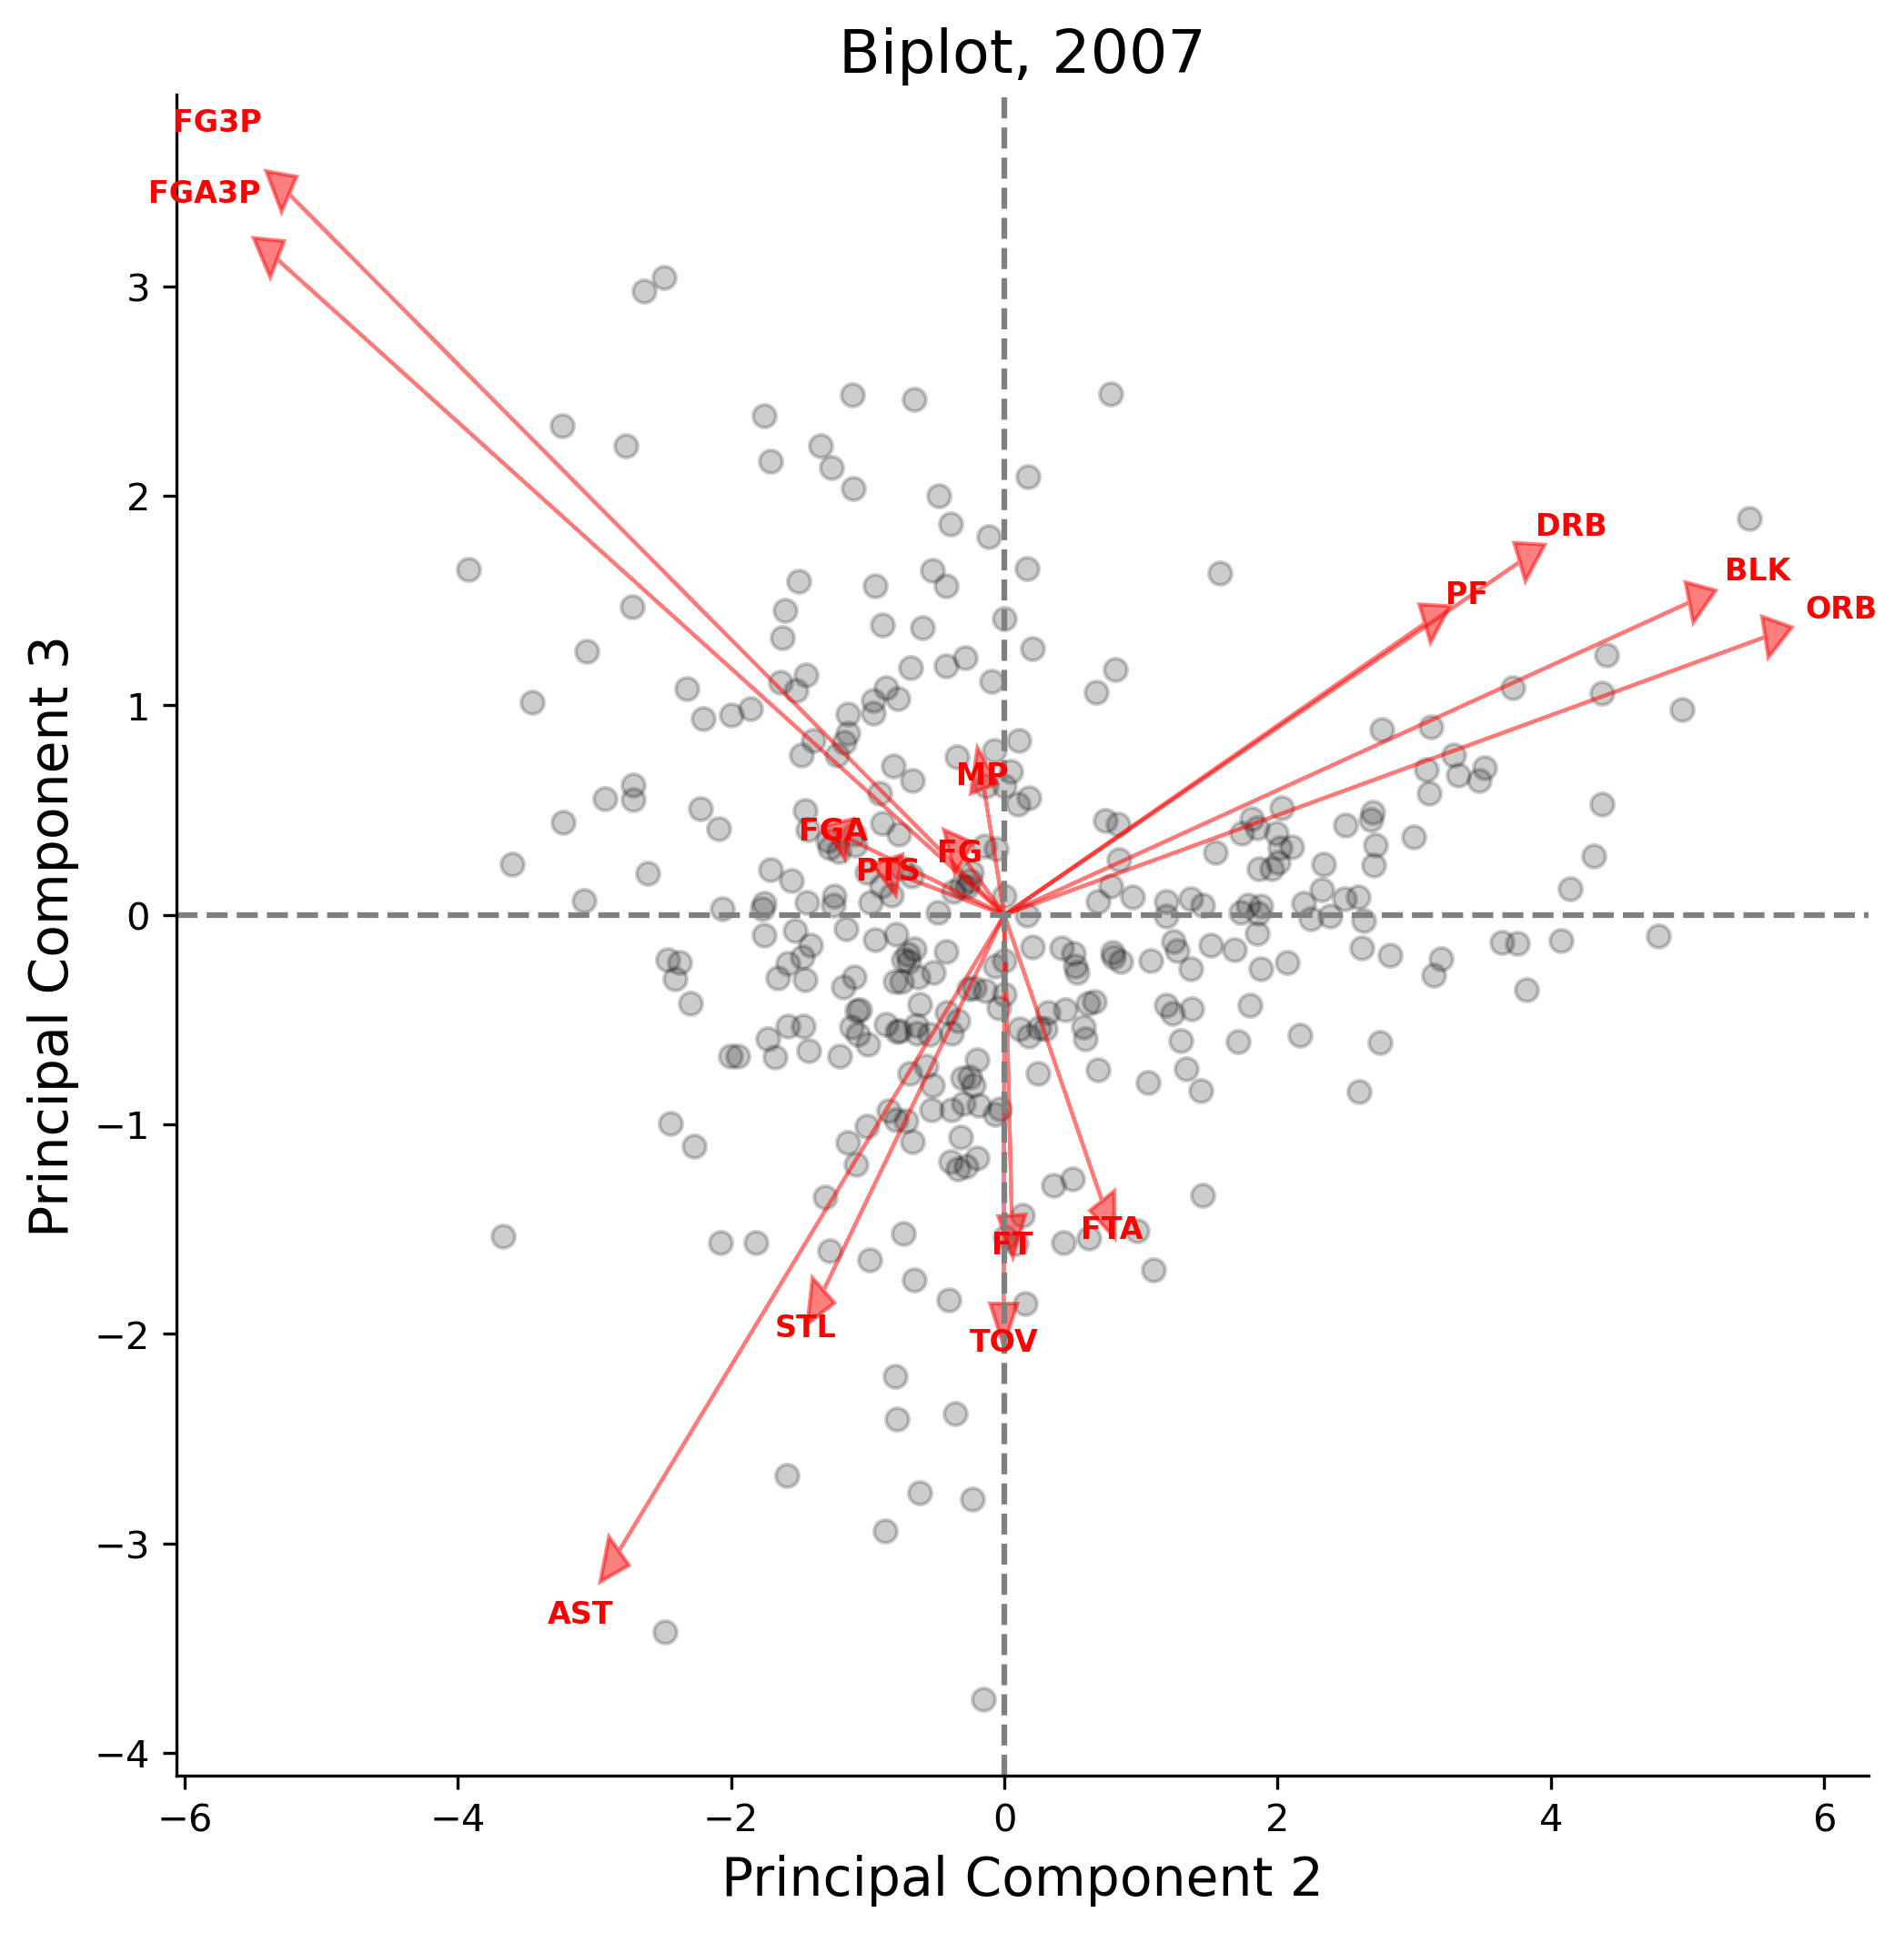 Biplot, 2007
FG3P
FGA3P
DRB
BLK
PF
ORB
MP
FGA
FG
PTS
FTA
FT
STL
TOV
AST
3
2
1
0
−1
−2
−3
−4
Principal Component 3
−6 −4 −2 0 2 4 6
Principal Component 2